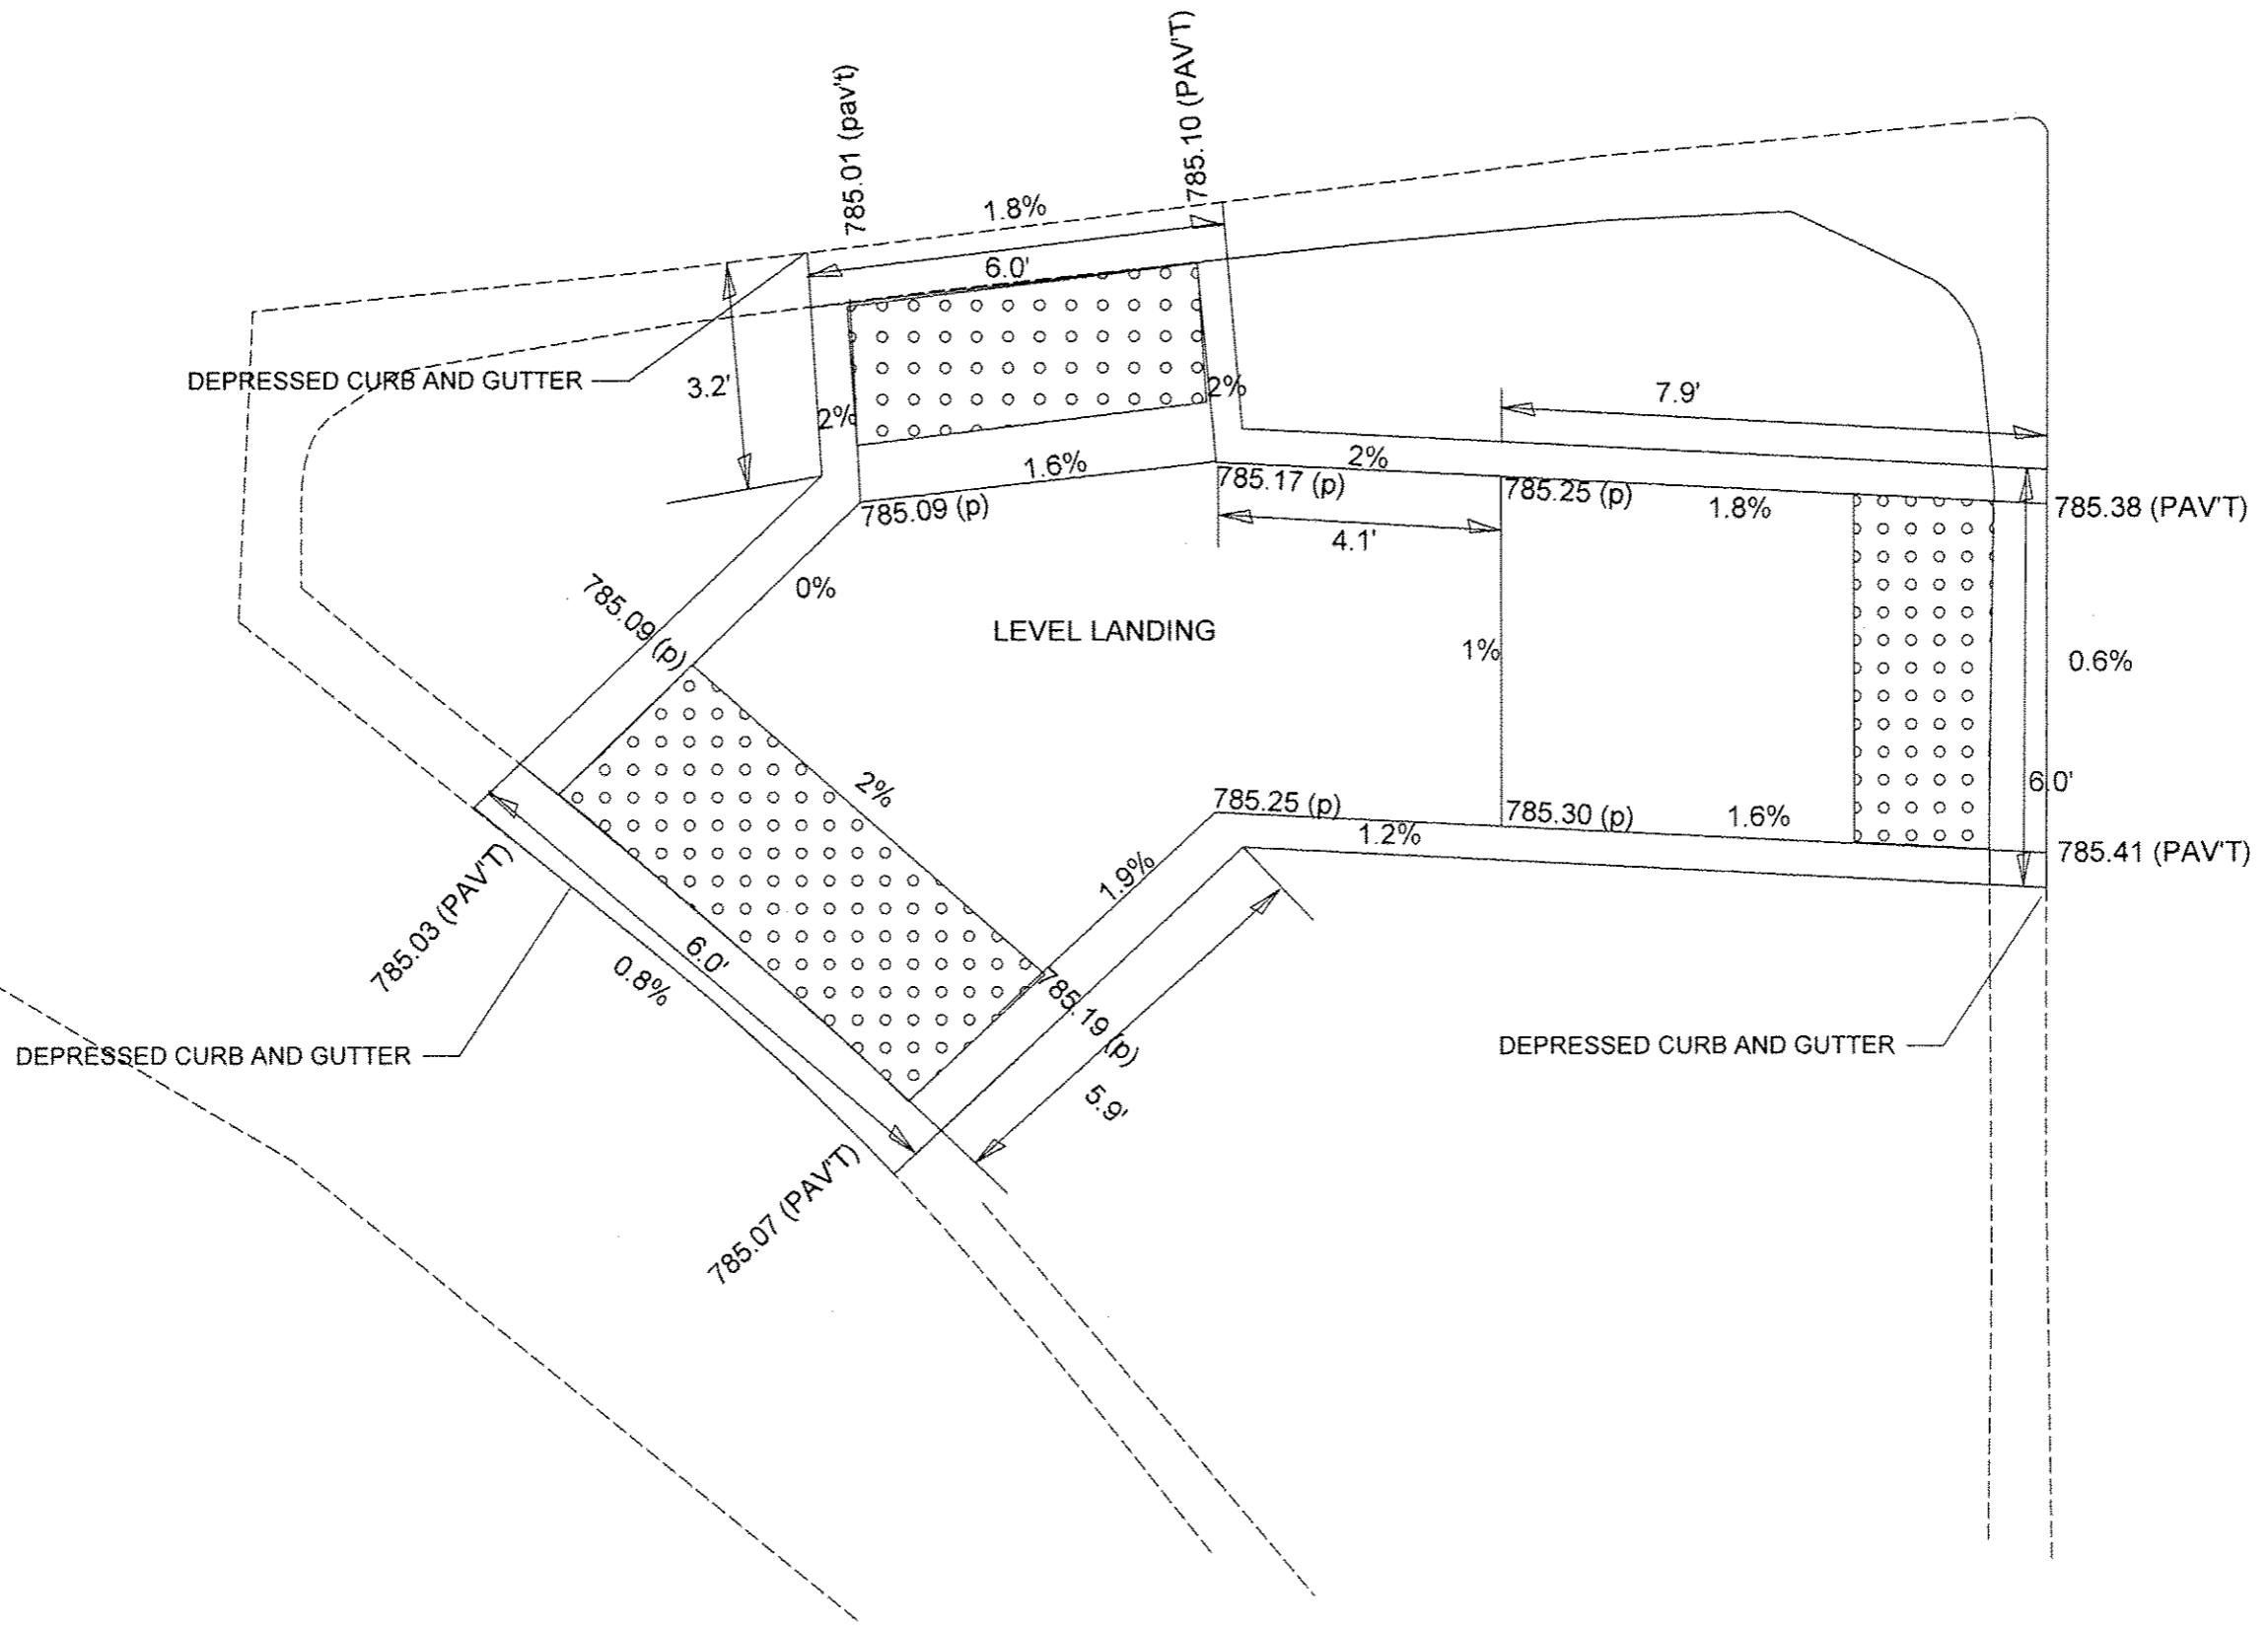 785.01 (pav't)
785.10 (PAV'T)
1.8%
6.0'
DEPRESSED CURB AND GUTTER
3.2'
2%
2%
7.9'
1.6%
2%
785.09 (p)
785.17 (p)
785.25 (p)
1.8%
785.38 (PAV'T)
4.1'
0%
785.09 (p)
LEVEL LANDING
1%
0.6%
2%
6.0'
785.25 (p)
785.30 (p)
1.6%
1.2%
785.41 (PAV'T)
1.9%
785.03 (PAV'T)
6.0'
0.8%
785.19 (p)
DEPRESSED CURB AND GUTTER
DEPRESSED CURB AND GUTTER
5.9'
785.07 (PAV'T)